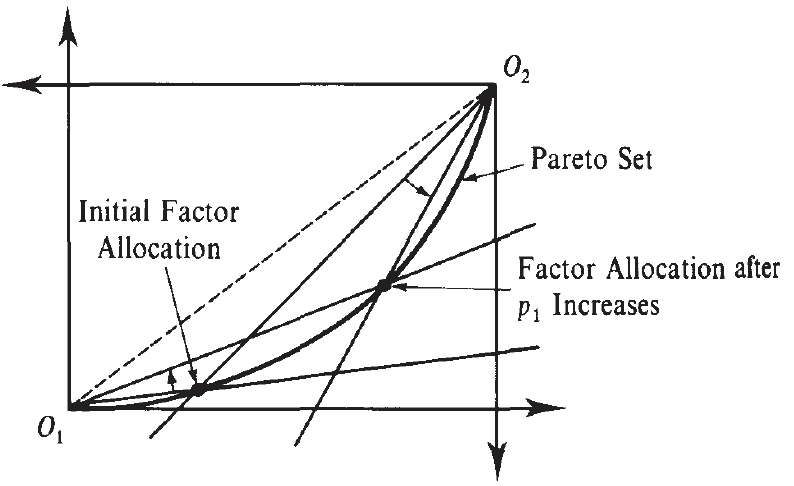 O₂
Pareto Set
Initial Factor
Allocation
Factor Allocation after
p₁ Increases
O₁